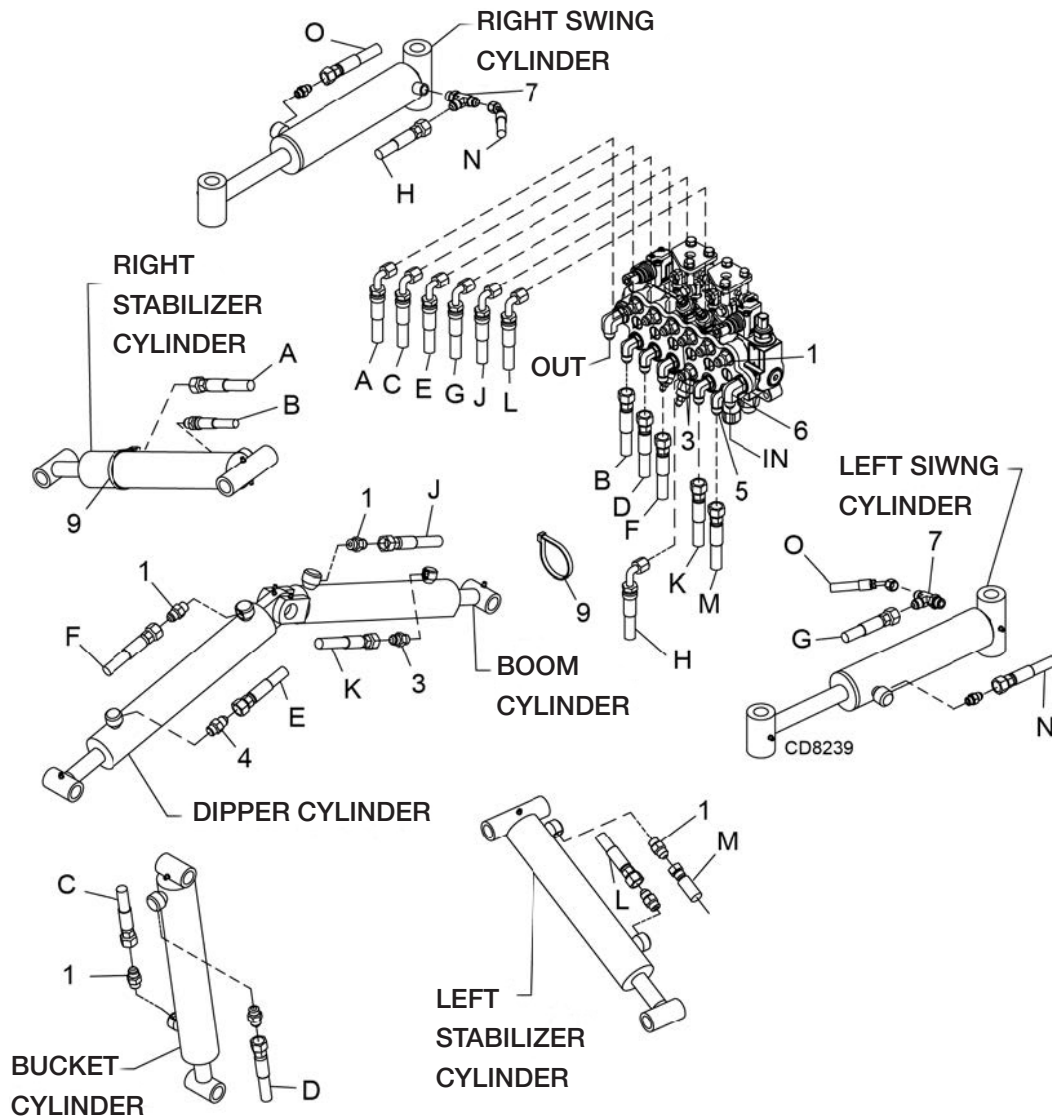 O
RIGHT SWING
CYLINDER
7
N
H
RIGHT
STABILIZER
CYLINDER
A
B
9
A
C
E
G
J
L
OUT
1
3
6
5
IN
B
D
F
K
M
H
LEFT SIWNG
CYLINDER
7
O
G
N
CD8239
1
J
1
F
K
3
E
4
9
BOOM
CYLINDER
DIPPER CYLINDER
C
1
D
BUCKET
CYLINDER
1
M
L
LEFT
STABILIZER
CYLINDER